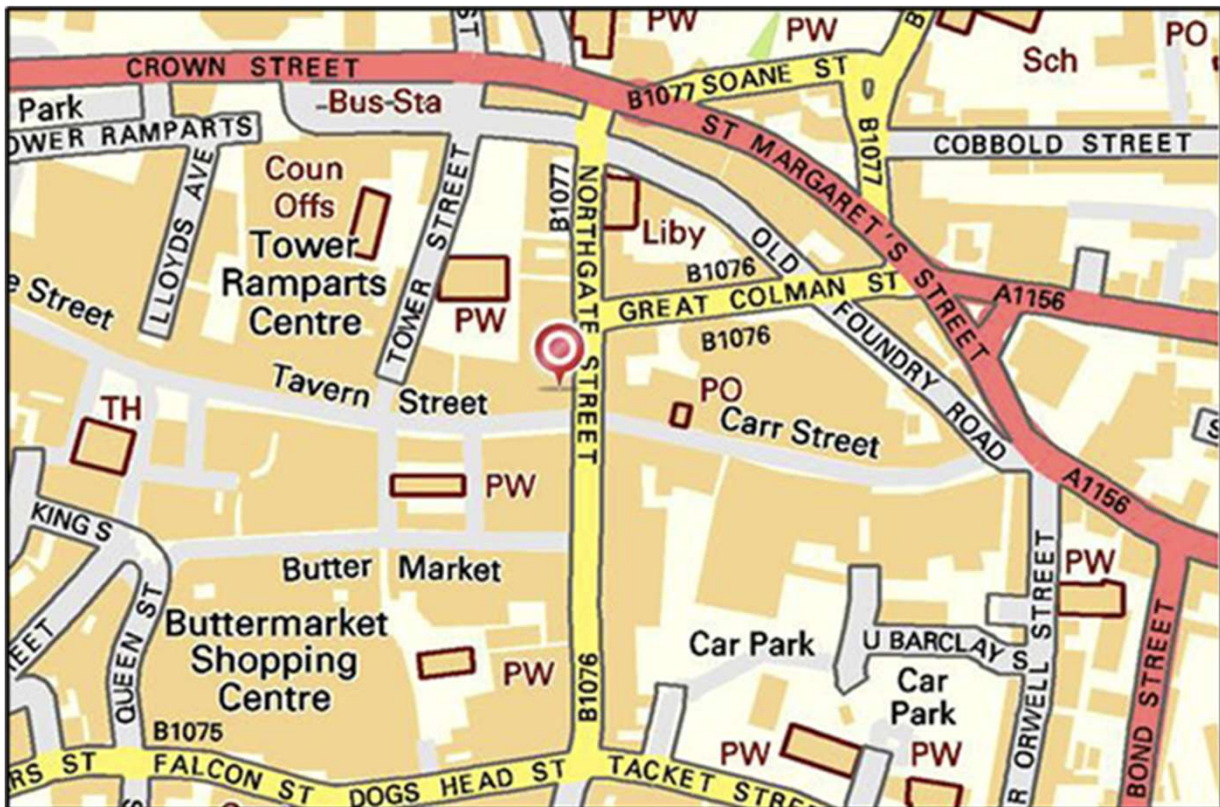 ST
PW
PW
B
PO
Sch
CROWN STREET
B1077 SOANE ST
Park
Bus Sta
OWER RAMPARTS
ST MARGARET'S STREET
B1077
COBBOLD STREET
LLOYDS AVE
Coun
Offs
TOWER STREET
B1077
NORTHGATE STREET
Liby
OLD FOUNDRY ROAD
Tower
Ramparts
Centre
PW
B1076
GREAT COLMAN ST
B1076
A1156
e Street
Tavern Street
PO
Carr Street
TH
PW
A1156
KING S
Butter Market
PW
Buttermarket
Shopping
Centre
PW
EET
QUEEN ST
B1076
Car Park
U BARCLAY S
Car
Park
R ORWELL STREET
BOND STREET
B1075
PW
PW
RS ST
FALCON ST
DOGS HEAD ST
TACKET STREE
S
S